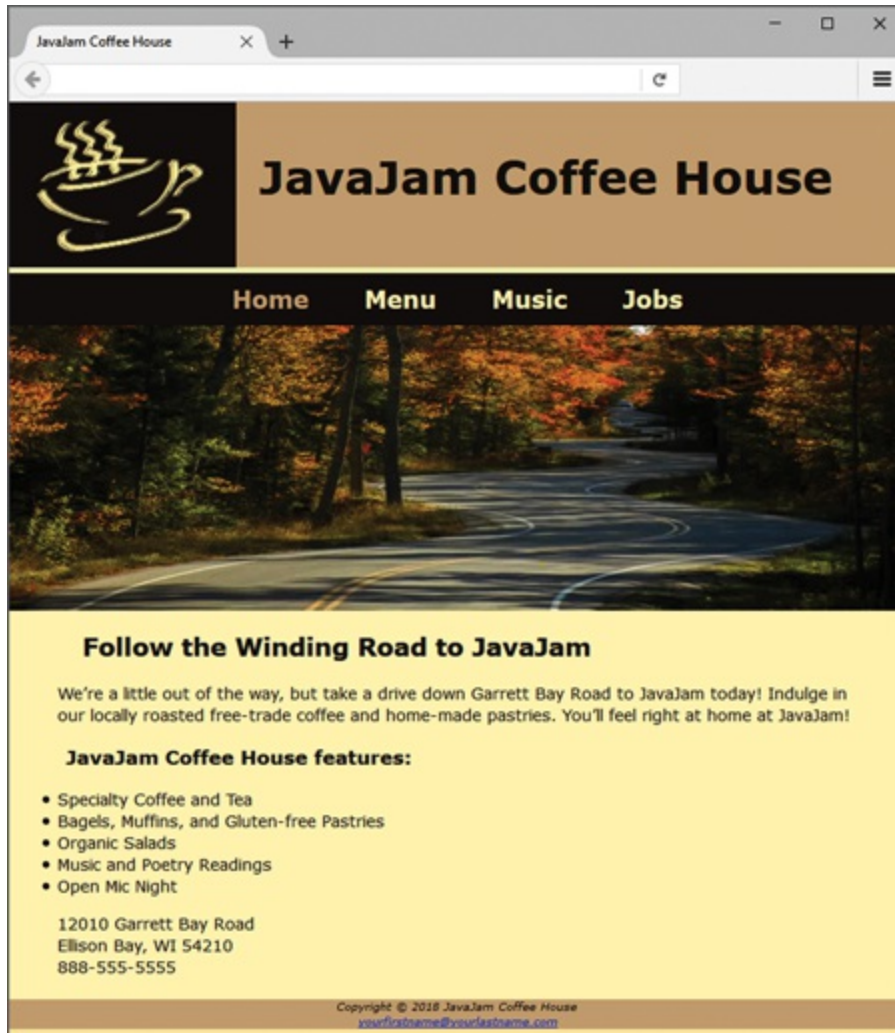 JavaJam Coffee House
JavaJam Coffee House
Home Menu Music Jobs
Follow the Winding Road to JavaJam
We’re a little out of the way, but take a drive down Garrett Bay Road to JavaJam today! Indulge in
our locally roasted free-trade coffee and home-made pastries. You’ll feel right at home at JavaJam!
JavaJam Coffee House features:
• Specialty Coffee and Tea
• Bagels, Muffins, and Gluten-free Pastries
• Organic Salads
• Music and Poetry Readings
• Open Mic Night
12010 Garrett Bay Road
Ellison Bay, WI 54210
888-555-5555
Copyright © 2018 JavaJam Coffee House
yourfirstname@yourlastname.com